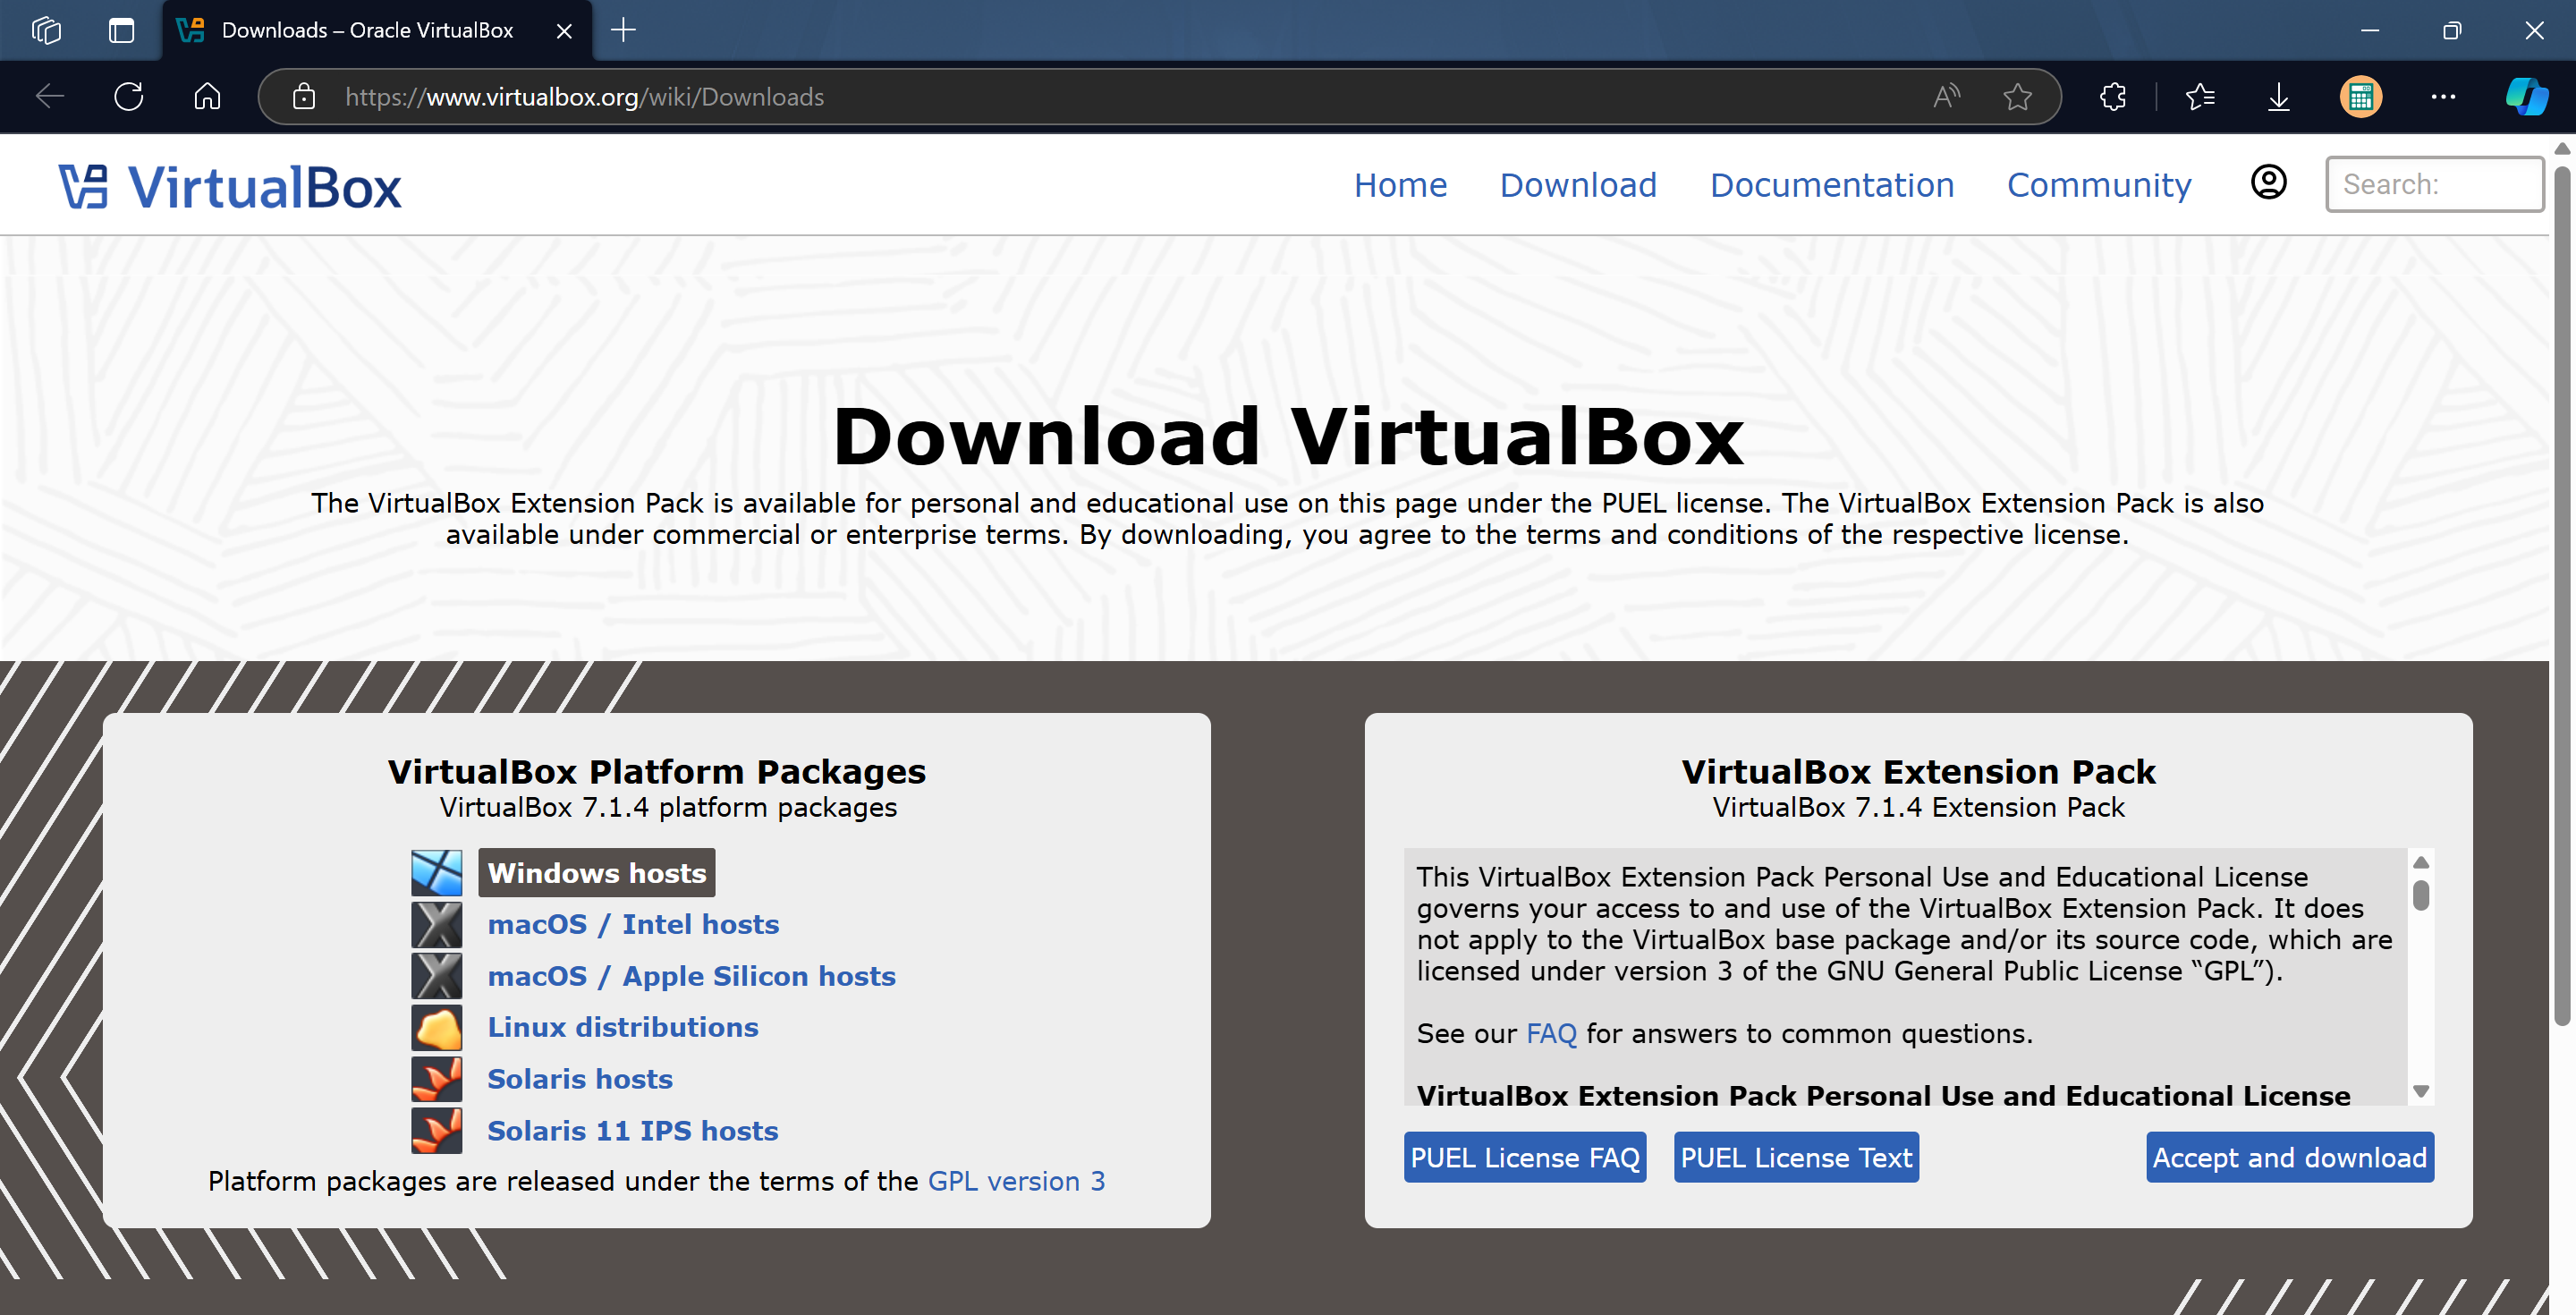 Downloads – Oracle VirtualBox
https://www.virtualbox.org/wiki/Downloads
VirtualBox
Home Download Documentation Community Search:
Download VirtualBox
The VirtualBox Extension Pack is available for personal and educational use on this page under the PUEL license. The VirtualBox Extension Pack is also
available under commercial or enterprise terms. By downloading, you agree to the terms and conditions of the respective license.
VirtualBox Platform Packages
VirtualBox 7.1.4 platform packages
Windows hosts
macOS / Intel hosts
macOS / Apple Silicon hosts
Linux distributions
Solaris hosts
Solaris 11 IPS hosts
Platform packages are released under the terms of the GPL version 3
VirtualBox Extension Pack
VirtualBox 7.1.4 Extension Pack
This VirtualBox Extension Pack Personal Use and Educational License
governs your access to and use of the VirtualBox Extension Pack. It does
not apply to the VirtualBox base package and/or its source code, which are
licensed under version 3 of the GNU General Public License “GPL”).
See our FAQ for answers to common questions.
VirtualBox Extension Pack Personal Use and Educational License
PUEL License FAQ PUEL License Text Accept and download